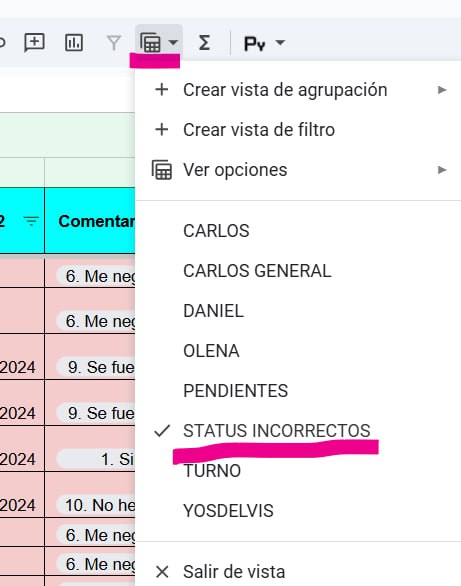 Σ Py
+ Crear vista de agrupación
+ Crear vista de filtro
Ver opciones
2 Comentar
CARLOS
6. Me neg
CARLOS GENERAL
6. Me neg
DANIEL
OLENA
2024 9. Se fue
PENDIENTES
2024 9. Se fue
STATUS INCORRECTOS
2024 1. Si
TURNO
2024 10. No he
YOSDELVIS
6. Me neg
6. Me neg
Salir de vista